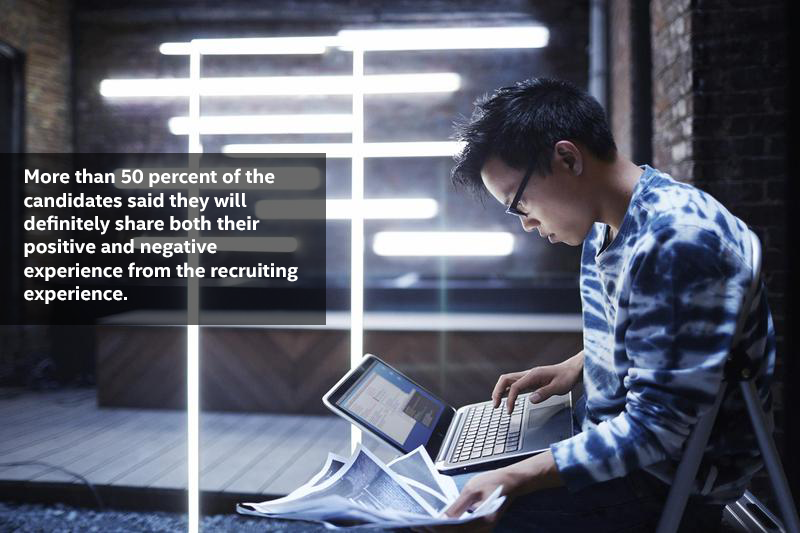 More than 50 percent of the
candidates said they will
definitely share both their
positive and negative
experience from the recruiting
experience.